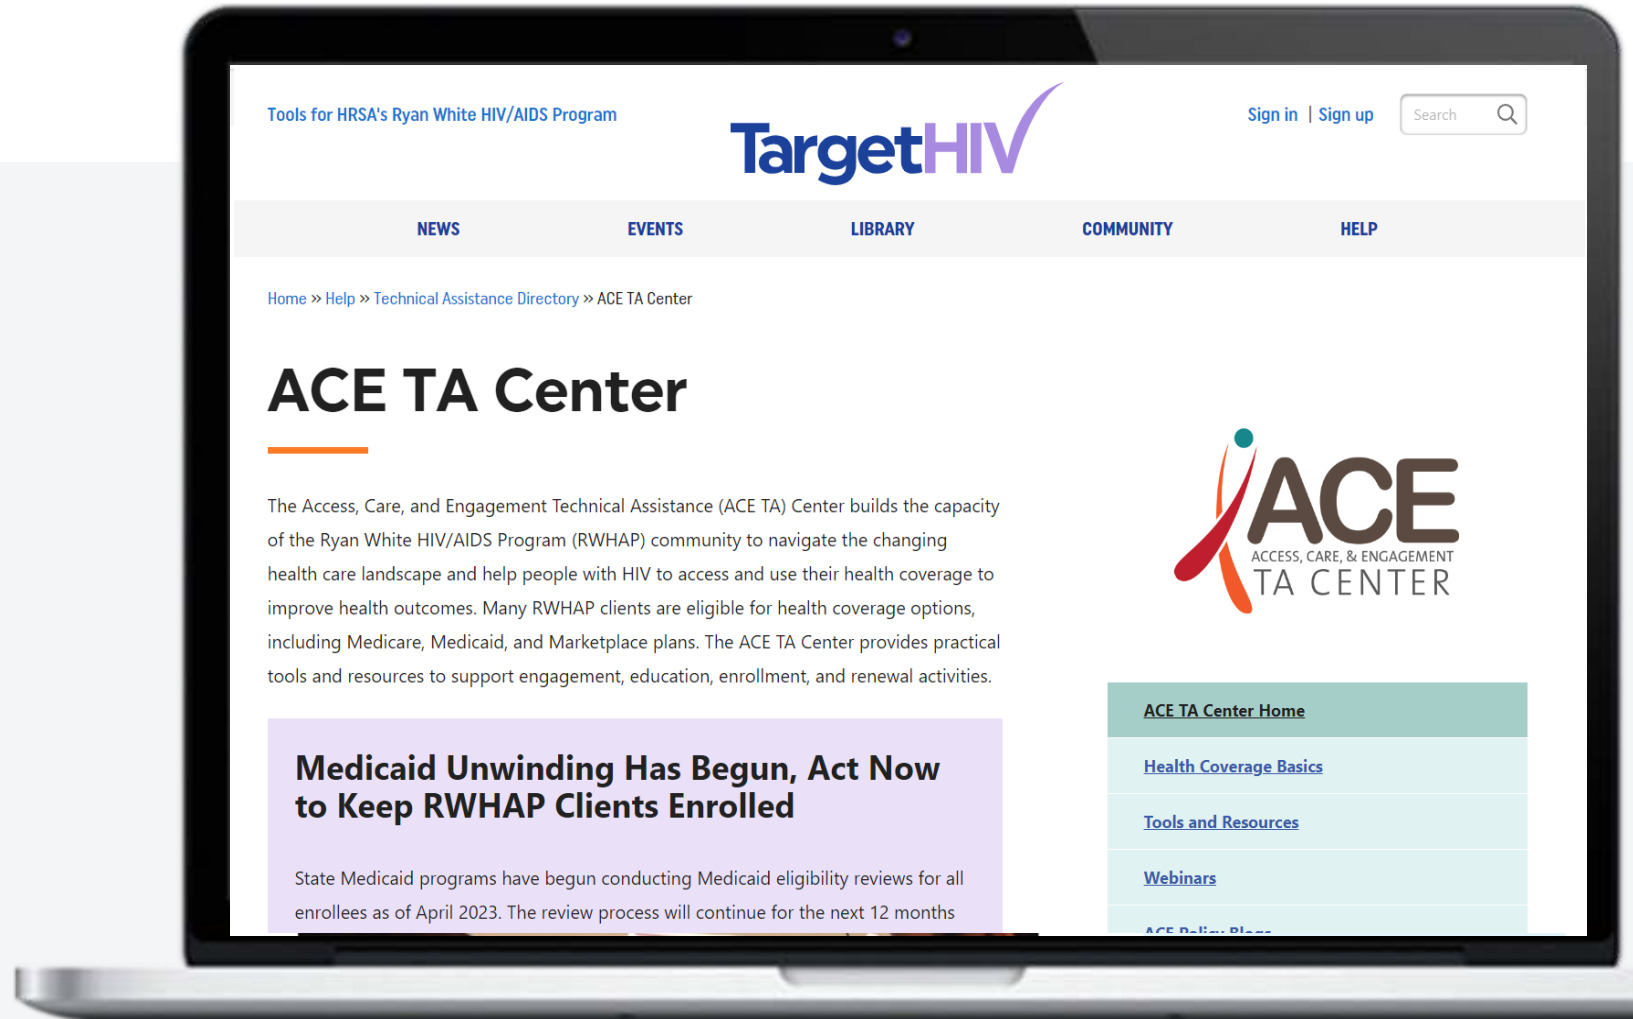 Tools for HRSA's Ryan White HIV/AIDS Program
TargetHIV
Sign in | Sign up
Search
NEWS
EVENTS
LIBRARY
COMMUNITY
HELP
Home » Help » Technical Assistance Directory » ACE TA Center
ACE TA Center
The Access, Care, and Engagement Technical Assistance (ACE TA) Center builds the capacity
of the Ryan White HIV/AIDS Program (RWHAP) community to navigate the changing
health care landscape and help people with HIV to access and use their health coverage to
improve health outcomes. Many RWHAP clients are eligible for health coverage options,
including Medicare, Medicaid, and Marketplace plans. The ACE TA Center provides practical
tools and resources to support engagement, education, enrollment, and renewal activities.
Medicaid Unwinding Has Begun, Act Now
to Keep RWHAP Clients Enrolled
State Medicaid programs have begun conducting Medicaid eligibility reviews for all
enrollees as of April 2023. The review process will continue for the next 12 months
ACE
ACCESS, CARE, & ENGAGEMENT
TA CENTER
ACE TA Center Home
Health Coverage Basics
Tools and Resources
Webinars
ACE Policy Blogs